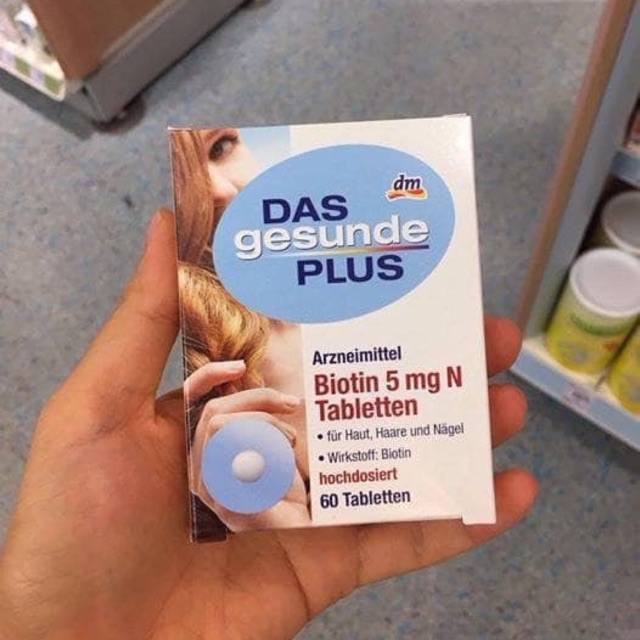 dm
DAS
gesunde
PLUS
Arzneimittel
Biotin 5 mg N
Tabletten
• für Haut, Haare und Nägel
• Wirkstoff: Biotin
hochdosiert
60 Tabletten